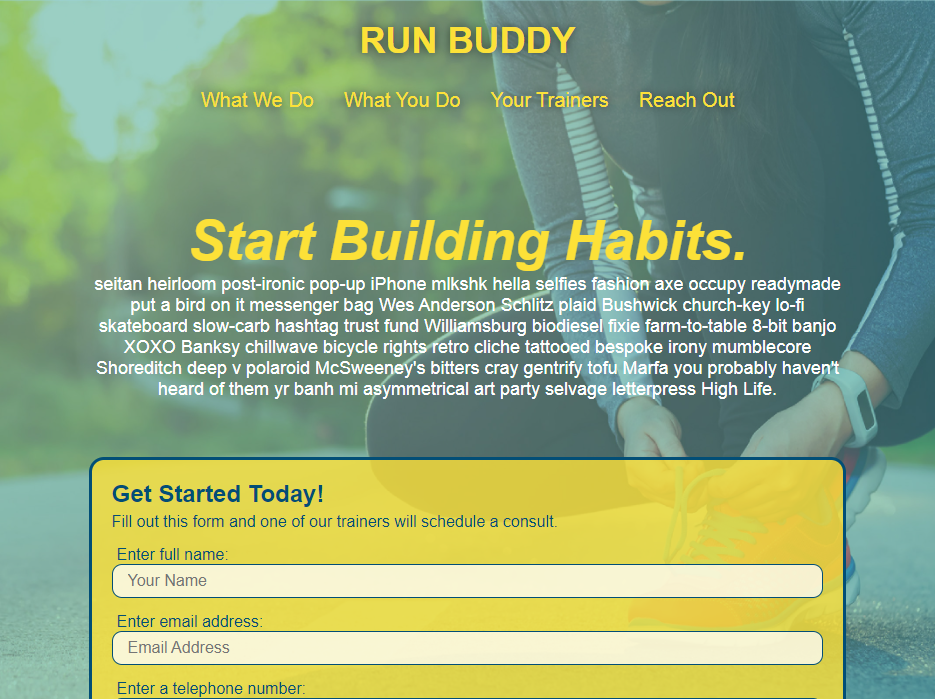 RUN BUDDY
What We Do What You Do Your Trainers Reach Out
Start Building Habits.
seitan heirloom post-ironic pop-up iPhone mlkshk hella selfies fashion axe occupy readymade
put a bird on it messenger bag Wes Anderson Schlitz plaid Bushwick church-key lo-fi
skateboard slow-carb hashtag trust fund Williamsburg biodiesel fixie farm-to-table 8-bit banjo
XOXO Banksy chillwave bicycle rights retro cliche tattooed bespoke irony mumblecore
Shoreditch deep v polaroid McSweeney's bitters cray gentrify tofu Marfa you probably haven't
heard of them yr banh mi asymmetrical art party selvage letterpress High Life.
Get Started Today!
Fill out this form and one of our trainers will schedule a consult.
Enter full name:
Your Name
Enter email address:
Email Address
Enter a telephone number: